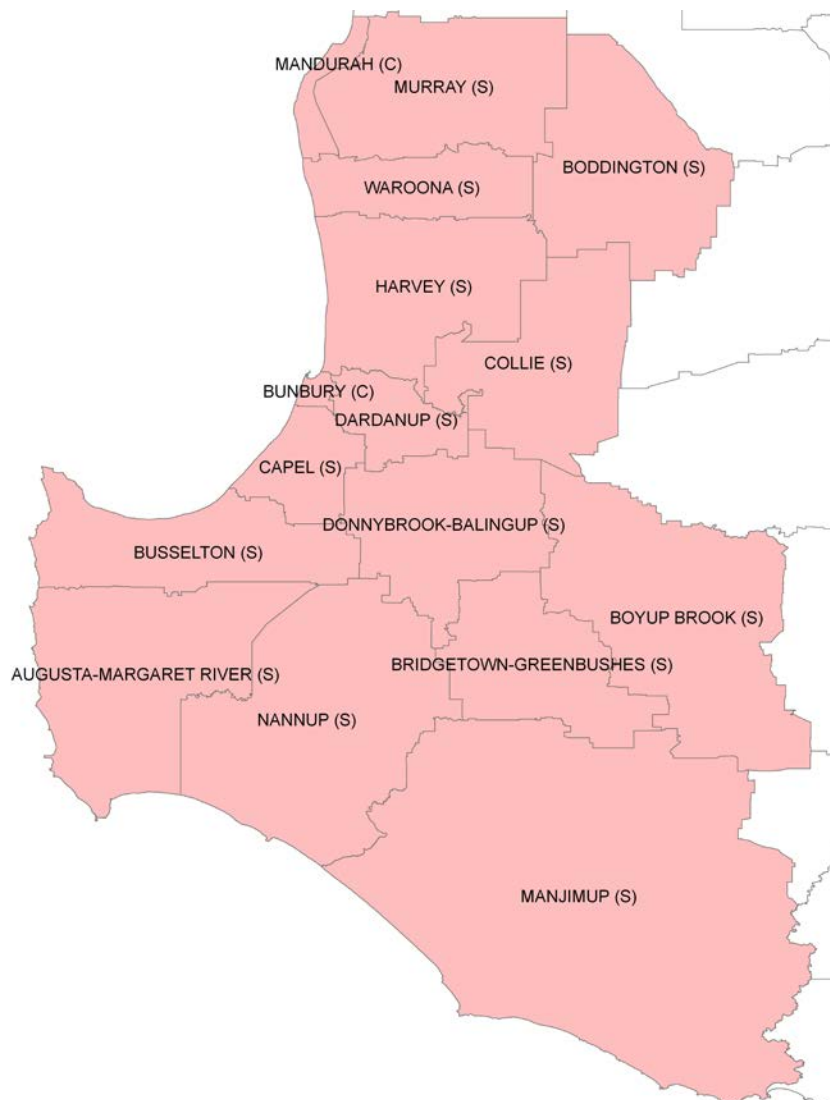 MANDURAH (C)
MURRAY (S)
BODDINGTON (S)
WAROONA (S)
HARVEY (S)
COLLIE (S)
BUNBURY (C)
DARDANUP (S)
CAPEL (S)
DONNYBROOK-BALINGUP (S)
BUSSELTON (S)
BOYUP BROOK (S)
BRIDGETOWN-GREENBUSHES (S)
AUGUSTA-MARGARET RIVER (S)
NANNUP (S)
MANJIMUP (S)